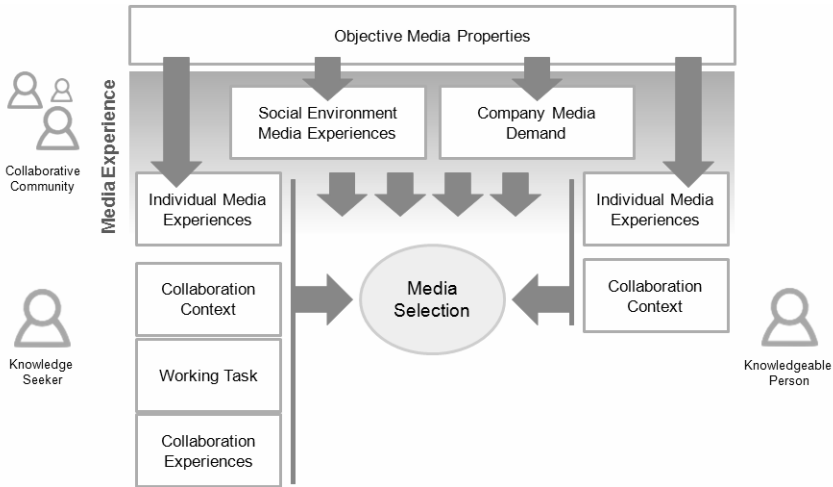 Objective Media Properties
Social Environment
Media Experiences
Company Media
Demand
Collaborative
Community
Media Experience
Individual Media
Experiences
Individual Media
Experiences
Collaboration
Context
Media
Selection
Collaboration
Context
Knowledge
Seeker
Working Task
Knowledgeable
Person
Collaboration
Experiences